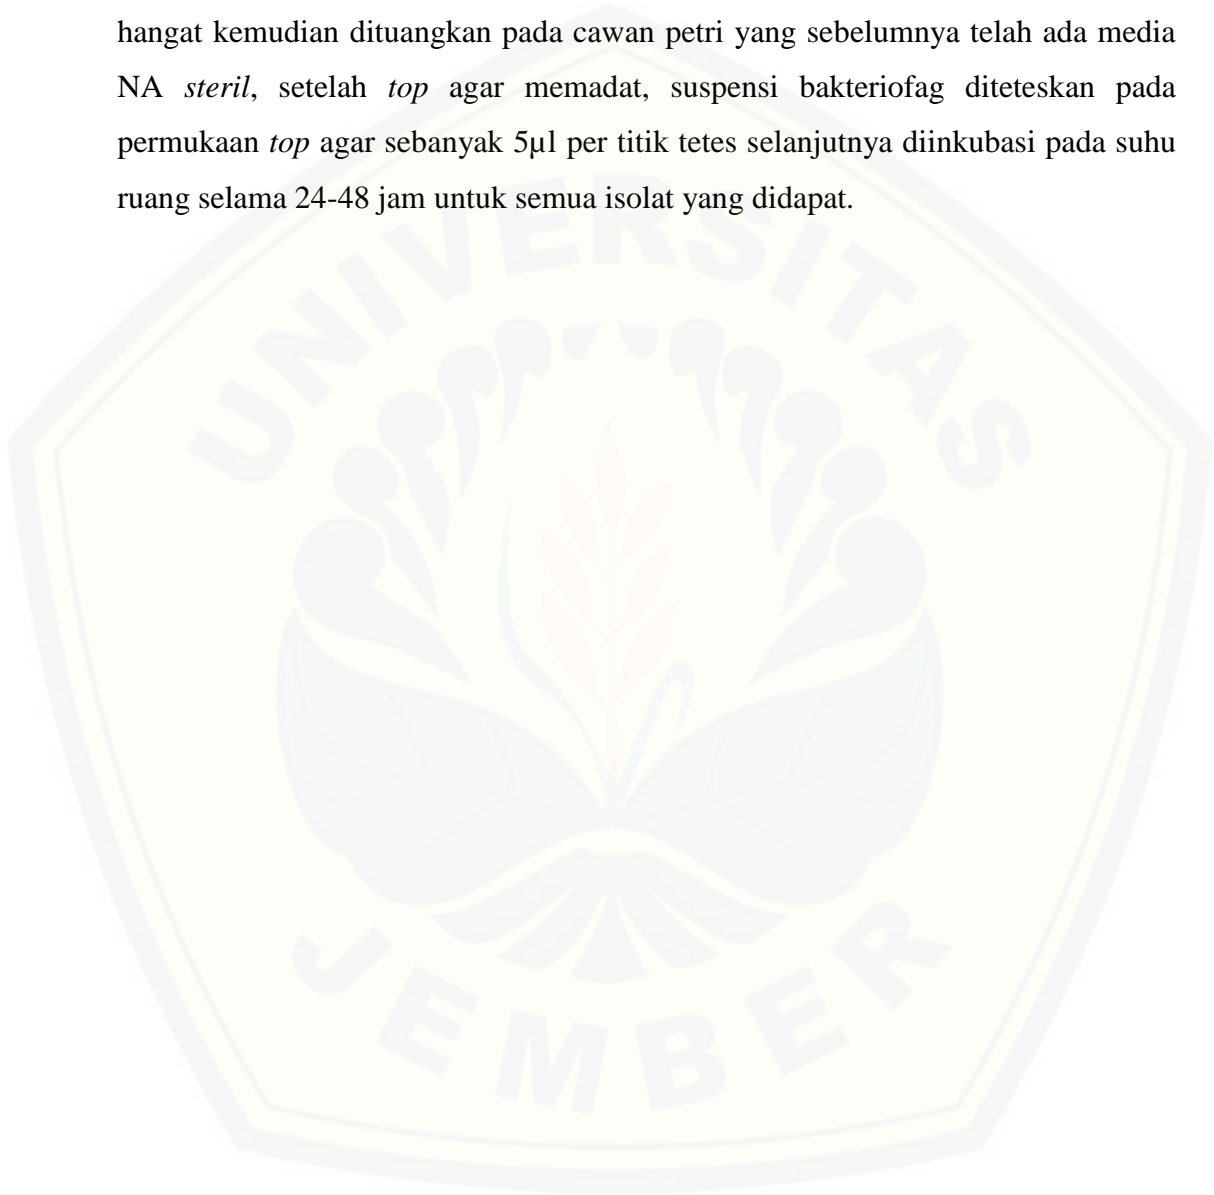 hangat kemudian dituangkan pada cawan petri yang sebelumnya telah ada media
NA steril, setelah top agar memadat, suspensi bakteriofag diteteskan pada
permukaan top agar sebanyak 5µl per titik tetes selanjutnya diinkubasi pada suhu
ruang selama 24-48 jam untuk semua isolat yang didapat.
UNIVERSITAS
JEMBER